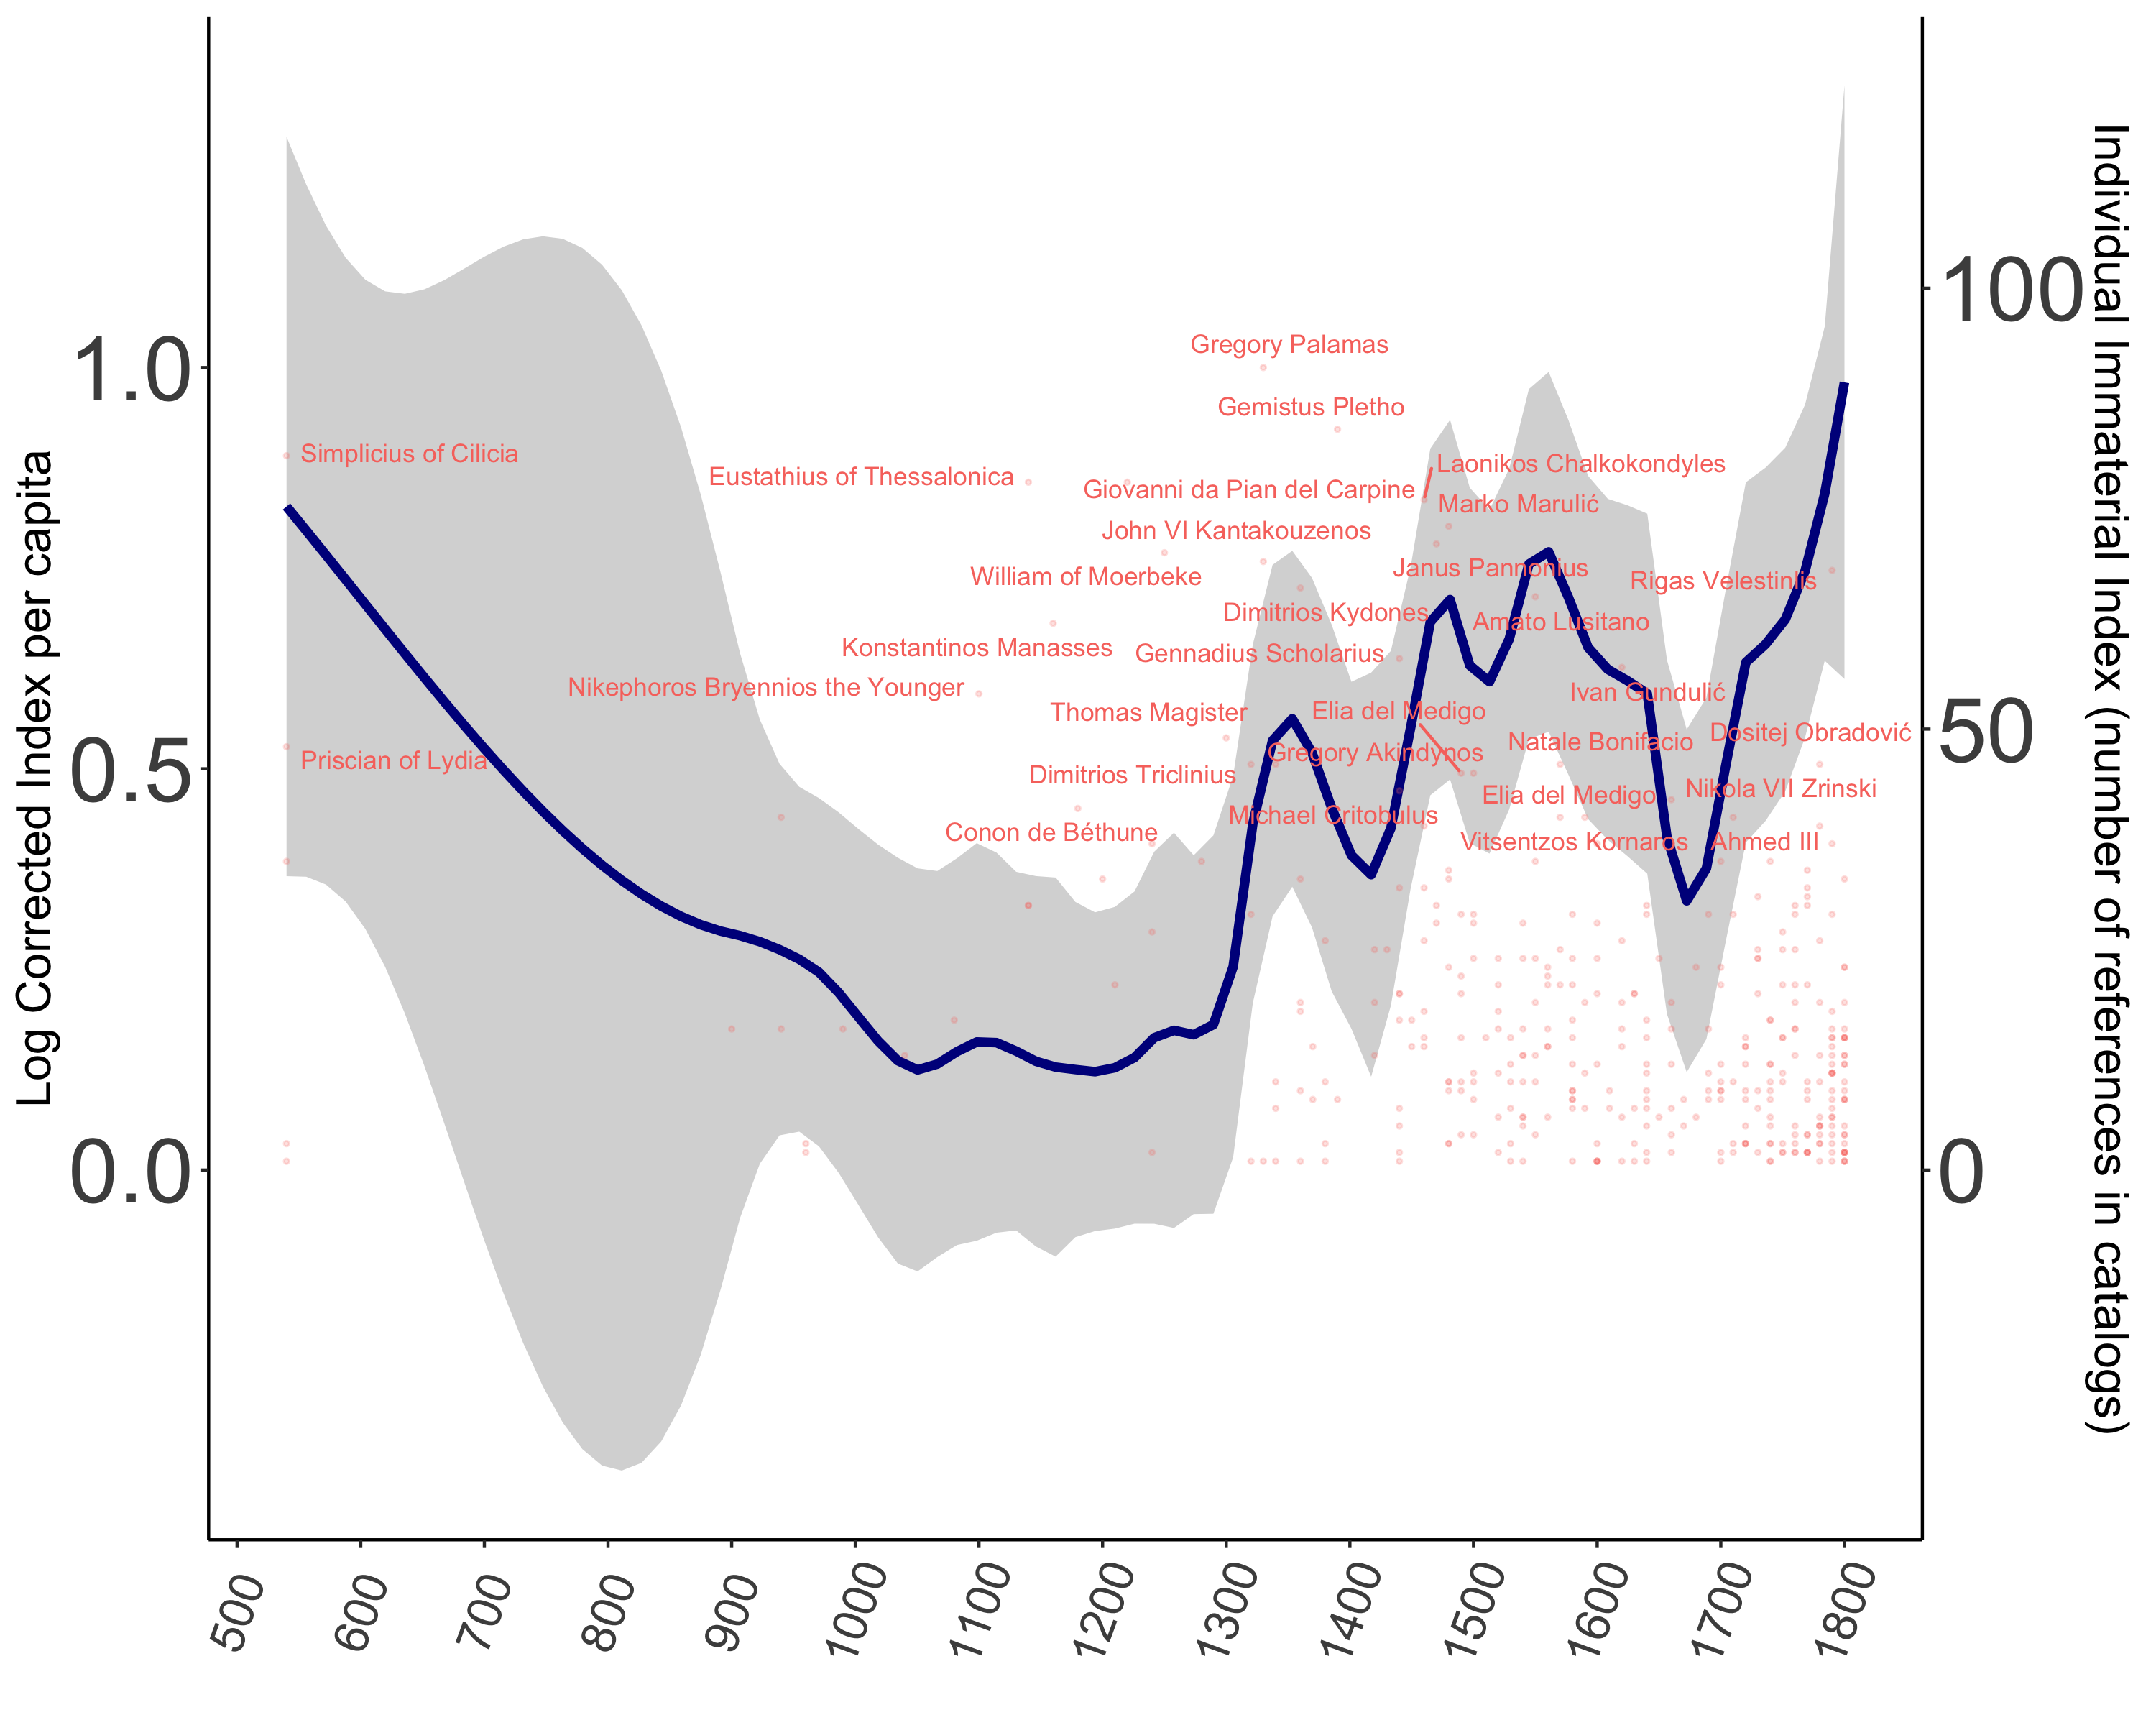 Log Corrected Index per capita
1.0
0.5
0.0
Individual Immaterial Index (number of references in catalogs)
100
50
0
Gregory Palamas
Gemistus Pletho
Simplicius of Cilicia
Laonikos Chalkokondyles
Eustathius of Thessalonica
Giovanni da Pian del Carpine
Marko Marulić
John VI Kantakouzenos
Janus Pannonius
William of Moerbeke
Rigas Velestinlis
Dimitrios Kydones
Amato Lusitano
Konstantinos Manasses
Gennadius Scholarius
Nikephoros Bryennios the Younger
Ivan Gundulić
Thomas Magister
Elia del Medigo
Dositej Obradović
Natale Bonifacio
Gregory Akindynos
Priscian of Lydia
Dimitrios Triclinius
Nikola VII Zrinski
Elia del Medigo
Michael Critobulus
Conon de Béthune
Vitsentzos Kornaros
Ahmed III
500
600
700
800
900
1000
1100
1200
1300
1400
1500
1600
1700
1800